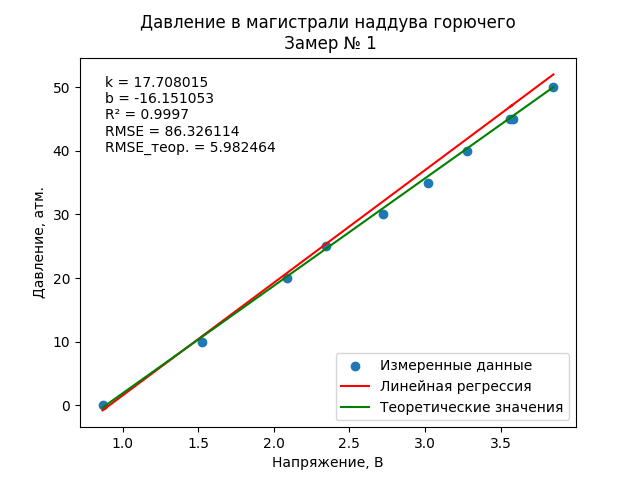 Давление в магистрали наддува горючего
Замер № 1
k = 17.708015
b = -16.151053
R² = 0.9997
RMSE = 86.326114
RMSE_теор. = 5.982464
Давление, атм.
50
40
30
20
10
0
Измеренные данные
Линейная регрессия
Теоретические значения
1.0 1.5 2.0 2.5 3.0 3.5
Напряжение, В